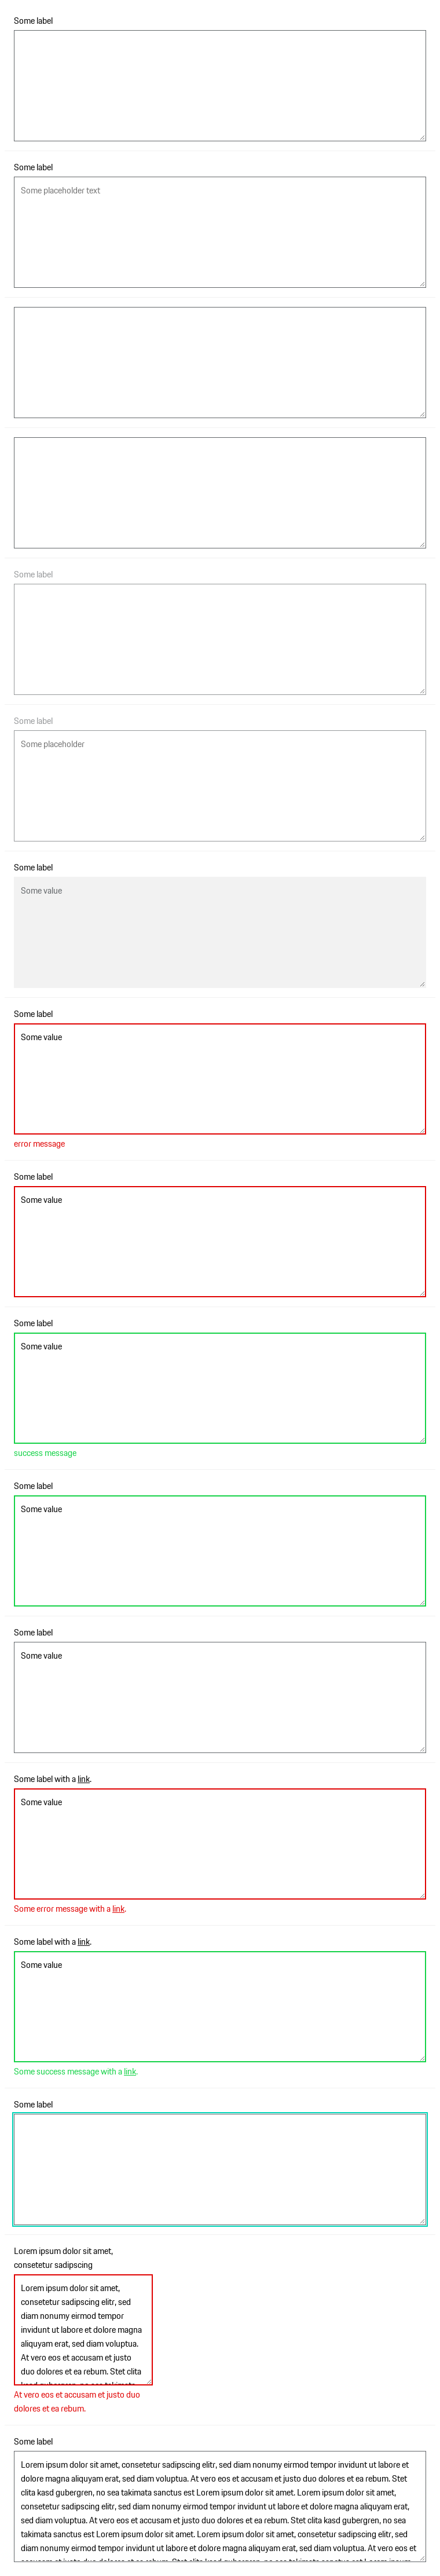 Some label
Some label
Some placeholder text
Some label
Some label
Some placeholder
Some label
Some value
Some label
Some value
error message
Some label
Some value
Some label
Some value
success message
Some label
Some value
Some label
Some value
Some label with a link.
Some value
Some error message with a link.
Some label with a link.
Some value
Some success message with a link.
Some label
Lorem ipsum dolor sit amet,
consetetur sadipscing
Lorem ipsum dolor sit amet,
consetetur sadipscing elitr, sed
diam nonumy eirmod tempor
invidunt ut labore et dolore magna
aliquyam erat, sed diam voluptua.
At vero eos et accusam et justo
duo dolores et ea rebum. Stet clita
At vero eos et accusam et justo duo
dolores et ea rebum.
Some label
Lorem ipsum dolor sit amet, consetetur sadipscing elitr, sed diam nonumy eirmod tempor invidunt ut labore et
dolore magna aliquyam erat, sed diam voluptua. At vero eos et accusam et justo duo dolores et ea rebum. Stet
clita kasd gubergren, no sea takimata sanctus est Lorem ipsum dolor sit amet. Lorem ipsum dolor sit amet,
consetetur sadipscing elitr, sed diam nonumy eirmod tempor invidunt ut labore et dolore magna aliquyam erat,
sed diam voluptua. At vero eos et accusam et justo duo dolores et ea rebum. Stet clita kasd gubergren, no sea
takimata sanctus est Lorem ipsum dolor sit amet. Lorem ipsum dolor sit amet, consetetur sadipscing elitr, sed
diam nonumy eirmod tempor invidunt ut labore et dolore magna aliquyam erat, sed diam voluptua. At vero eos et